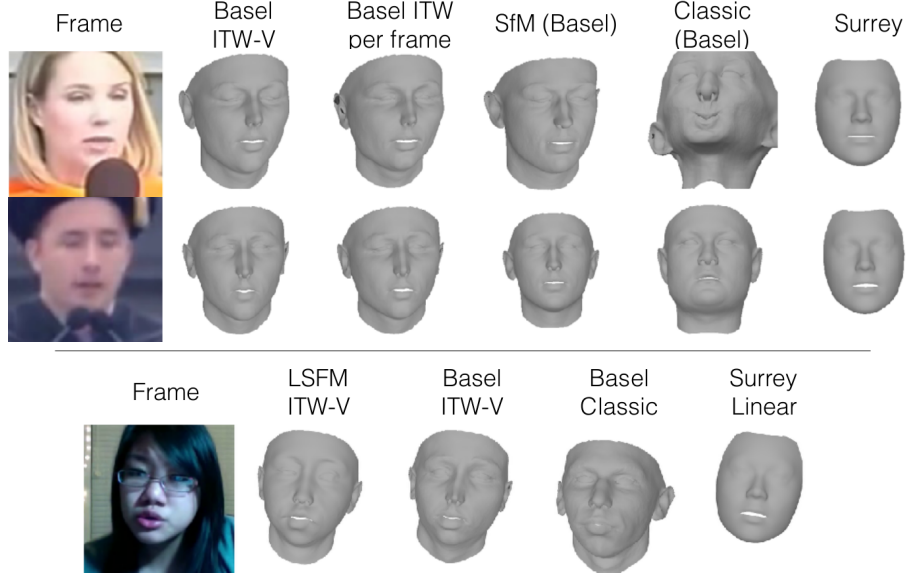 Frame
Basel
ITW-V
Basel ITW
per frame
SfM (Basel)
Classic
(Basel)
Surrey
Frame
LSFM
ITW-V
Basel
ITW-V
Basel
Classic
Surrey
Linear